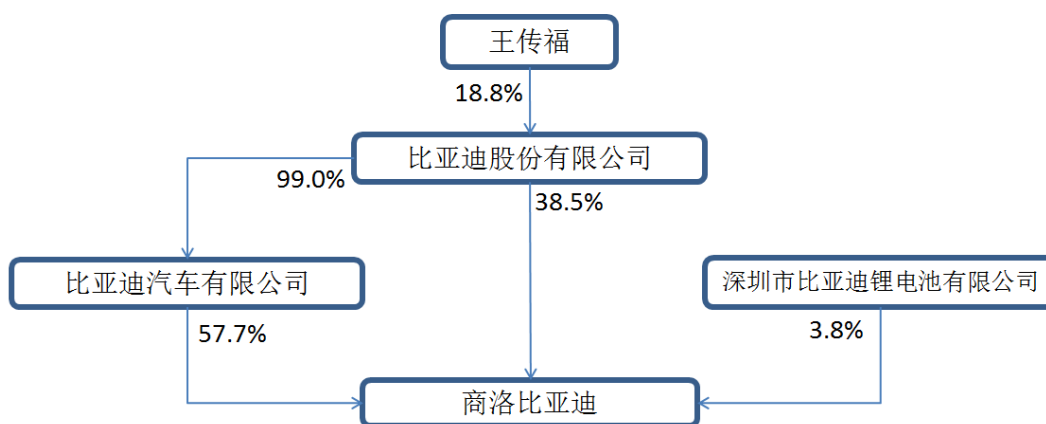 王传福
18.8%
比亚迪股份有限公司
99.0%
38.5%
比亚迪汽车有限公司
深圳市比亚迪锂电池有限公司
57.7%
3.8%
商洛比亚迪